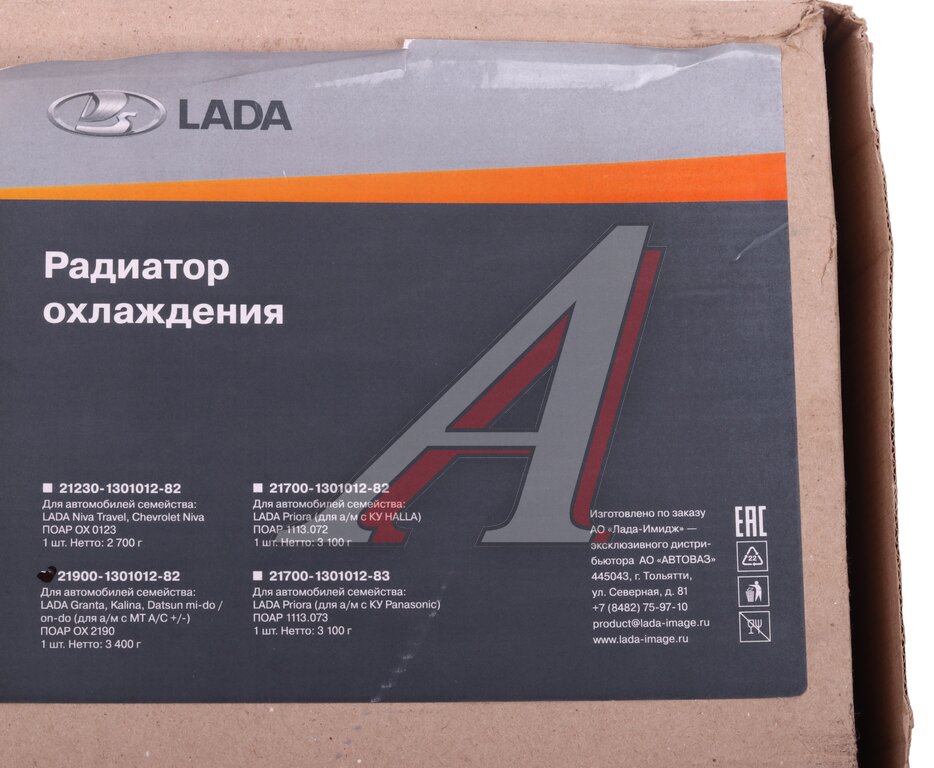 LADA
Радиатор
охлаждения
21230-1301012-82
Для автомобилей семейства:
LADA Niva Travel, Chevrolet Niva
ПОАР OX 0123
1 шт. Нетто: 2 700 г
21900-1301012-82
Для автомобилей семейства:
LADA Granta, Kalina, Datsun mi-do /
on-do (для а/м с МТ A/C +/-)
ПОАР OX 2190
1 шт. Нетто: 3 400 г
21700-1301012-82
Для автомобилей семейства:
LADA Priora (для а/м с КУ HALLA)
ПОАР 1113.072
1 шт. Нетто: 3 100 г
21700-1301012-83
Для автомобилей семейства:
LADA Priora (для а/м с КУ Panasonic)
ПОАР 1113.073
1 шт. Нетто: 3 100 г
Изготовлено по заказу
АО «Лада-Имидж» —
эксклюзивного дистри-
бьютора АО «АВТОВАЗ»
445043, г. Тольятти,
ул. Северная, д. 81
+7 (8482) 75-97-10
product@lada-image.ru
www.lada-image.ru
EAC
22